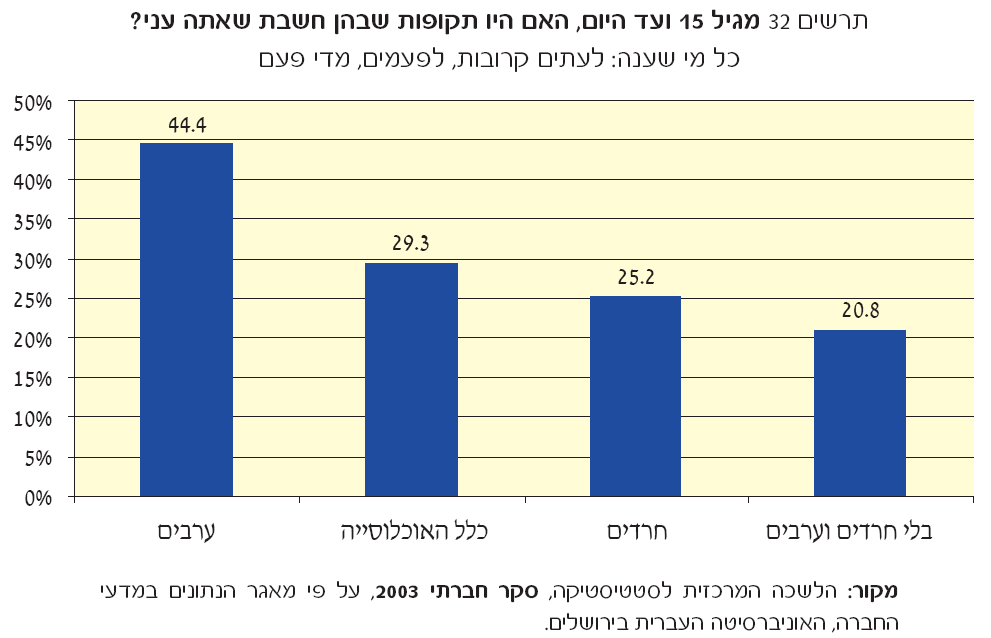 תרשים 32 מגיל 15 ועד היום, האם היו תקופות שבהן חשבת שאתה עני?
כל מי שענה: לעתים קרובות, לפעמים, מדי פעם
50%
45%
40%
35%
30%
25%
20%
15%
10%
5%
0%
44.4
29.3
25.2
20.8
ערבים
כלל האוכלוסייה
חרדים
בלי חרדים וערבים
מקור: הלשכה המרכזית לסטטיסטיקה, סקר חברתי 2003, על פי מאגר הנתונים במדעי
החברה, האוניברסיטה העברית בירושלים.